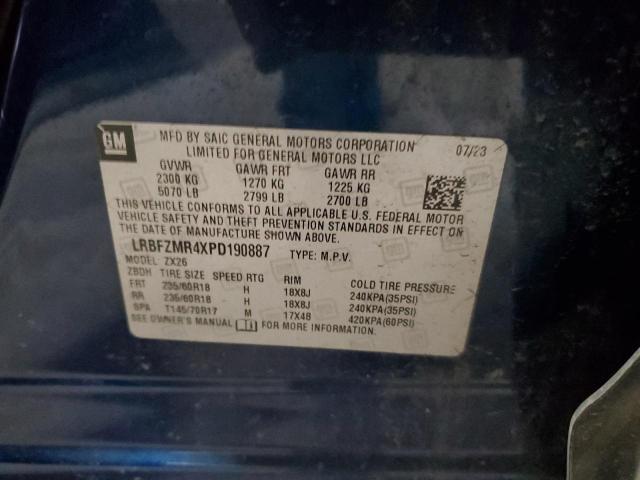 GM
MFD BY SAIC GENERAL MOTORS CORPORATION 07/23
LIMITED FOR GENERAL MOTORS LLC
GVWR GAWR FRT GAWR RR
2300 KG 1270 KG 1225 KG
5070 LB 2799 LB 2700 LB
THIS VEHICLE CONFORMS TO ALL APPLICABLE U.S. FEDERAL MOTOR
VEHICLE SAFETY AND THEFT PREVENTION STANDARDS IN EFFECT ON
THE DATE OF MANUFACTURE SHOWN ABOVE.
LRBFZMR4XPD190887 TYPE: M.P.V.
MODEL: ZX26
ZBDH TIRE SIZE SPEED RTG RIM COLD TIRE PRESSURE
FRT 235/60R18 H 18X8J 240KPA(35PSI)
RR 235/60R18 H 18X8J 240KPA(35PSI)
SPA T145/70R17 M 17X4B 420KPA(60PSI)
SEE OWNER'S MANUAL FOR MORE INFORMATION.